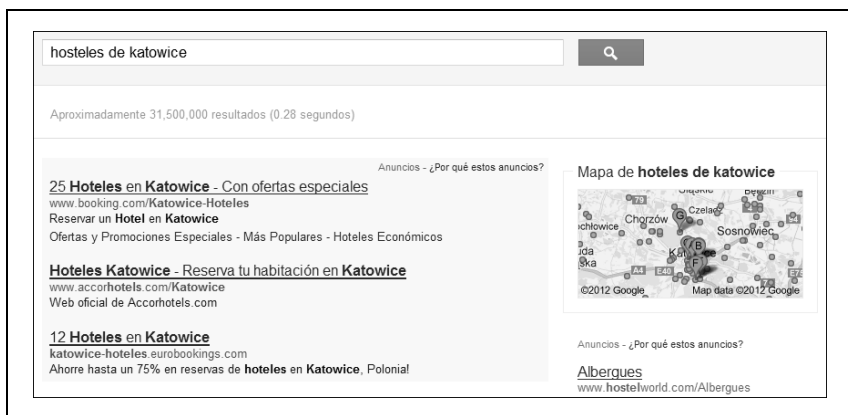 hosteles de katowice
Aproximadamente 31,500,000 resultados (0.28 segundos)
Anuncios - ¿Por qué estos anuncios?
25 Hoteles en Katowice - Con ofertas especiales
www.booking.com/Katowice-Hoteles
Reservar un Hotel en Katowice
Ofertas y Promociones Especiales - Más Populares - Hoteles Económicos
Hoteles Katowice - Reserva tu habitación en Katowice
www.accorhotels.com/Katowice
Web oficial de Accorhotels.com
12 Hoteles en Katowice
katowice-hoteles.eurobookings.com
Ahorre hasta un 75% en reservas de hoteles en Katowice, Polonia!
Mapa de hoteles de katowice
79
Chorzów
G
Sosnowiec
B
F
A4
E40
©2012 Google
Map data ©2012 Google
Anuncios - ¿Por qué estos anuncios?
Albergues
www.hostelworld.com/Albergues